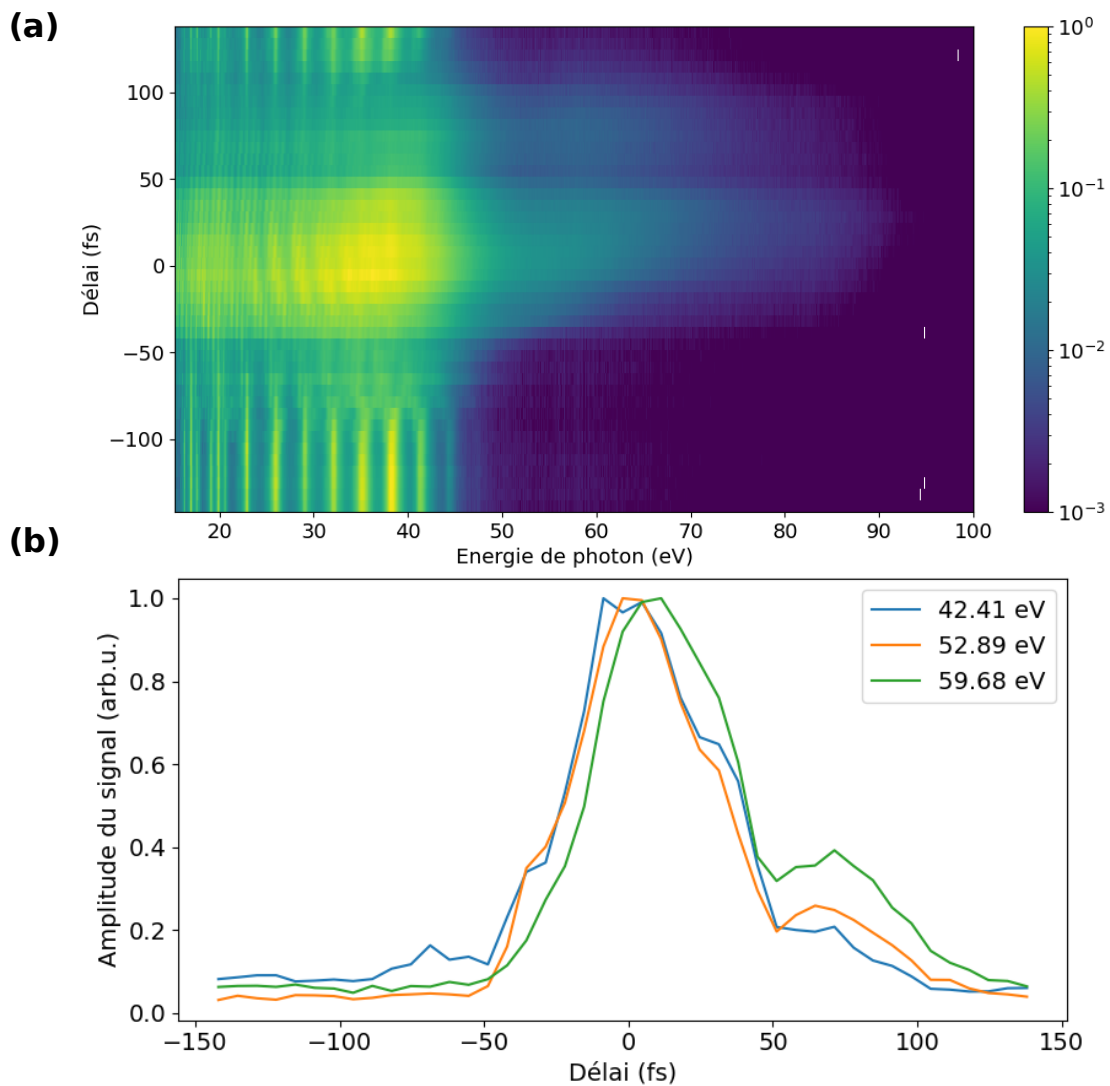 (a)
Délai (fs)
100
50
0
−50
−100
20 30 40 50 60 70 80 90 100
Energie de photon (eV)
10⁰
10⁻¹
10⁻²
10⁻³
(b)
Amplitude du signal (arb.u.)
1.0
0.8
0.6
0.4
0.2
0.0
42.41 eV
52.89 eV
59.68 eV
−150 −100 −50 0 50 100 150
Délai (fs)